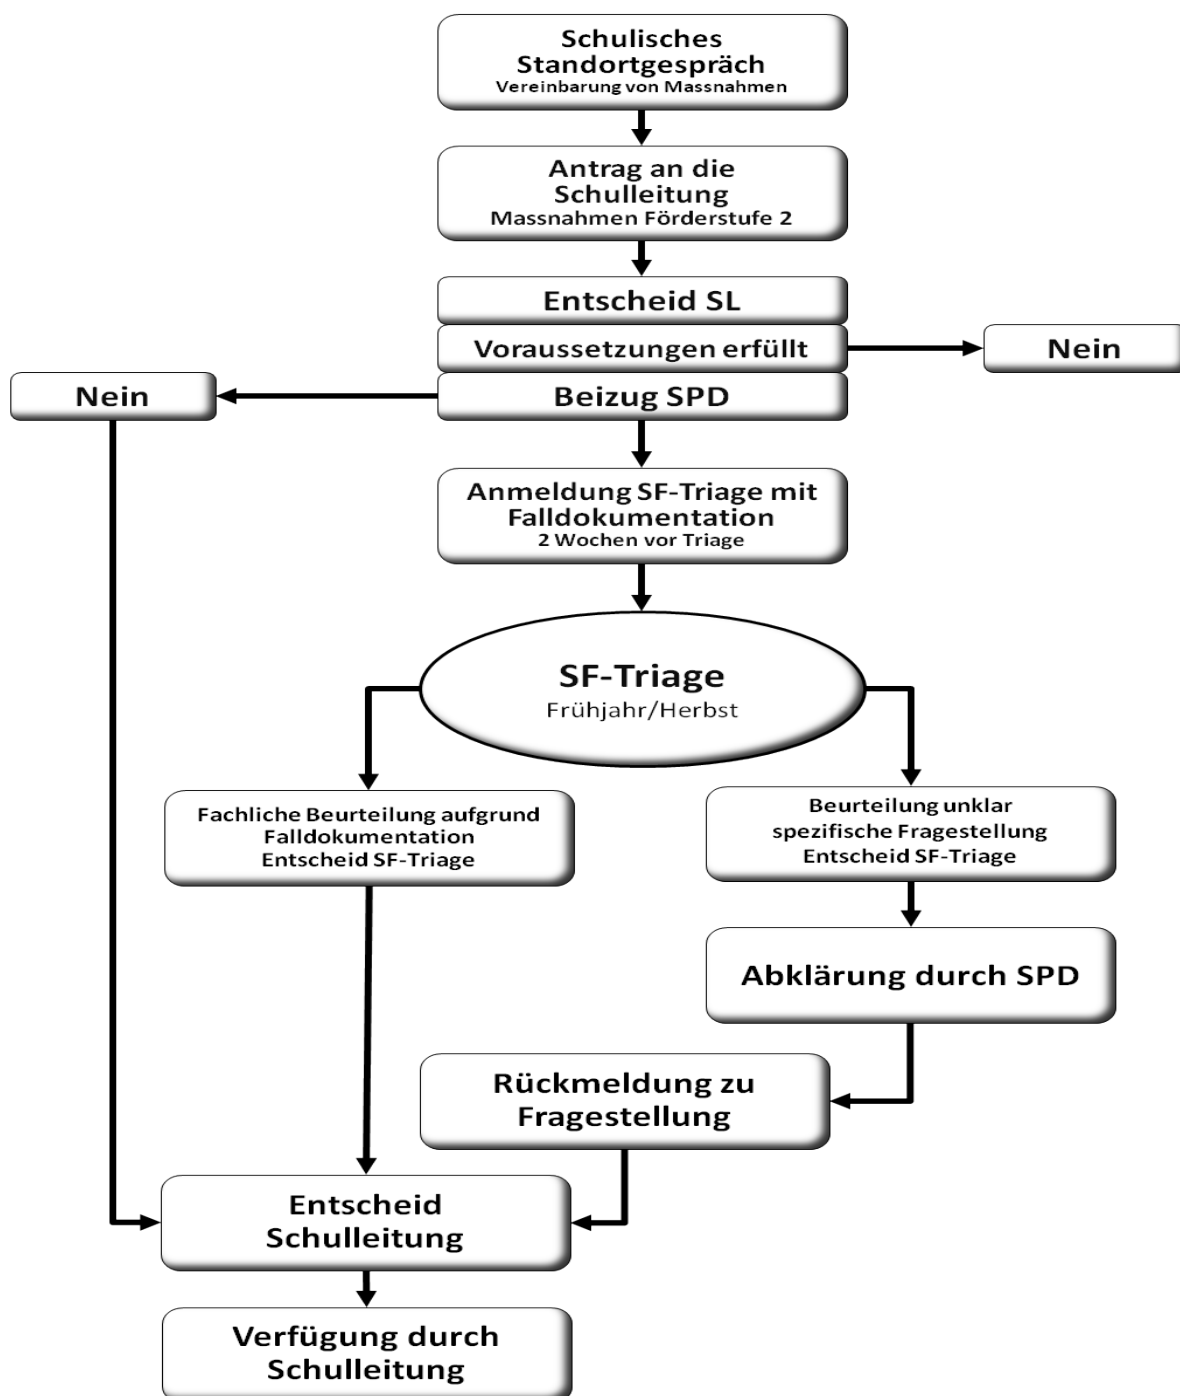 Schulisches
Standortgespräch
Vereinbarung von Massnahmen
Antrag an die
Schulleitung
Massnahmen Förderstufe 2
Entscheid SL
Voraussetzungen erfüllt
Nein
Nein
Beizug SPD
Anmeldung SF-Triage mit
Falldokumentation
2 Wochen vor Triage
SF-Triage
Frühjahr/Herbst
Fachliche Beurteilung aufgrund
Falldokumentation
Entscheid SF-Triage
Beurteilung unklar
spezifische Fragestellung
Entscheid SF-Triage
Abklärung durch SPD
Rückmeldung zu
Fragestellung
Entscheid
Schulleitung
Verfügung durch
Schulleitung